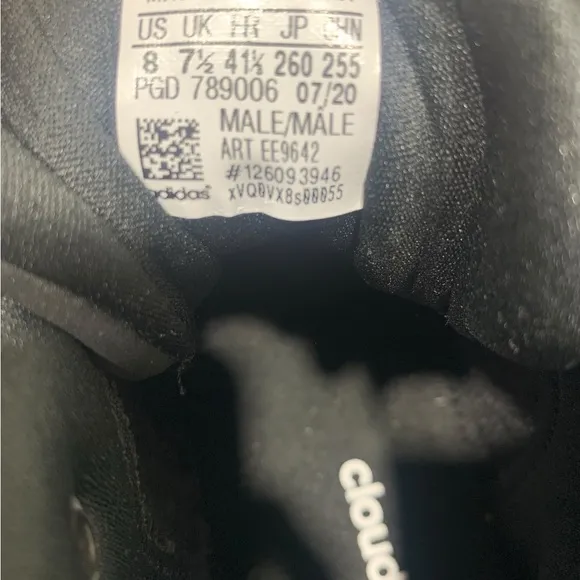 US UK FR JP CHN
8 7½ 41⅓ 260 255
PGD 789006 07/20
MALE/MÂLE
ART EE9642
#126093946
adidas® xVQ0VX8s00055
cloud